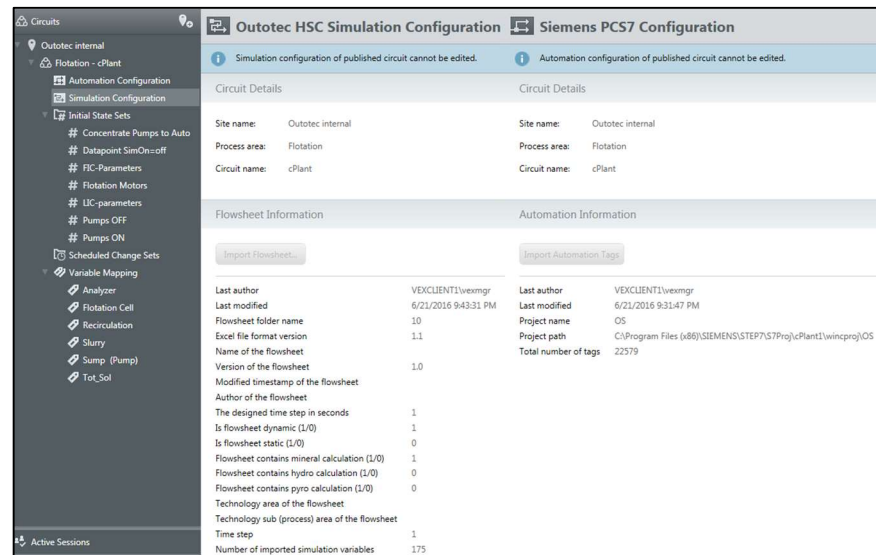 Circuits
Outotec internal
Flotation - cPlant
Automation Configuration
Simulation Configuration
Initial State Sets
# Concentrate Pumps to Auto
# Datapoint SimOn=off
# FIC-Parameters
# Flotation Motors
# LIC-parameters
# Pumps OFF
# Pumps ON
Scheduled Change Sets
Variable Mapping
Analyzer
Flotation Cell
Recirculation
Slurry
Sump (Pump)
Tot_Sol
Active Sessions
Outotec HSC Simulation Configuration
Simulation configuration of published circuit cannot be edited.
Circuit Details
Site name: Outotec internal
Process area: Flotation
Circuit name: cPlant
Flowsheet Information
Import Flowsheet...
Last author VEXCLIENT1\vexmgr
Last modified 6/21/2016 9:43:31 PM
Flowsheet folder name 10
Excel file format version 1.1
Name of the flowsheet
Version of the flowsheet 1.0
Modified timestamp of the flowsheet
Author of the flowsheet
The designed time step in seconds 1
Is flowsheet dynamic (1/0) 1
Is flowsheet static (1/0) 0
Flowsheet contains mineral calculation (1/0) 1
Flowsheet contains hydro calculation (1/0) 0
Flowsheet contains pyro calculation (1/0) 0
Technology area of the flowsheet
Technology sub (process) area of the flowsheet
Time step 1
Number of imported simulation variables 175
Siemens PCS7 Configuration
Automation configuration of published circuit cannot be edited.
Circuit Details
Site name: Outotec internal
Process area: Flotation
Circuit name: cPlant
Automation Information
Import Automation Tags
Last author VEXCLIENT1\vexmgr
Last modified 6/21/2016 9:31:47 PM
Project name OS
Project path C:\Program Files (x86)\SIEMENS\STEP7\S7Proj\cPlant1\wincproj\OS
Total number of tags 22579